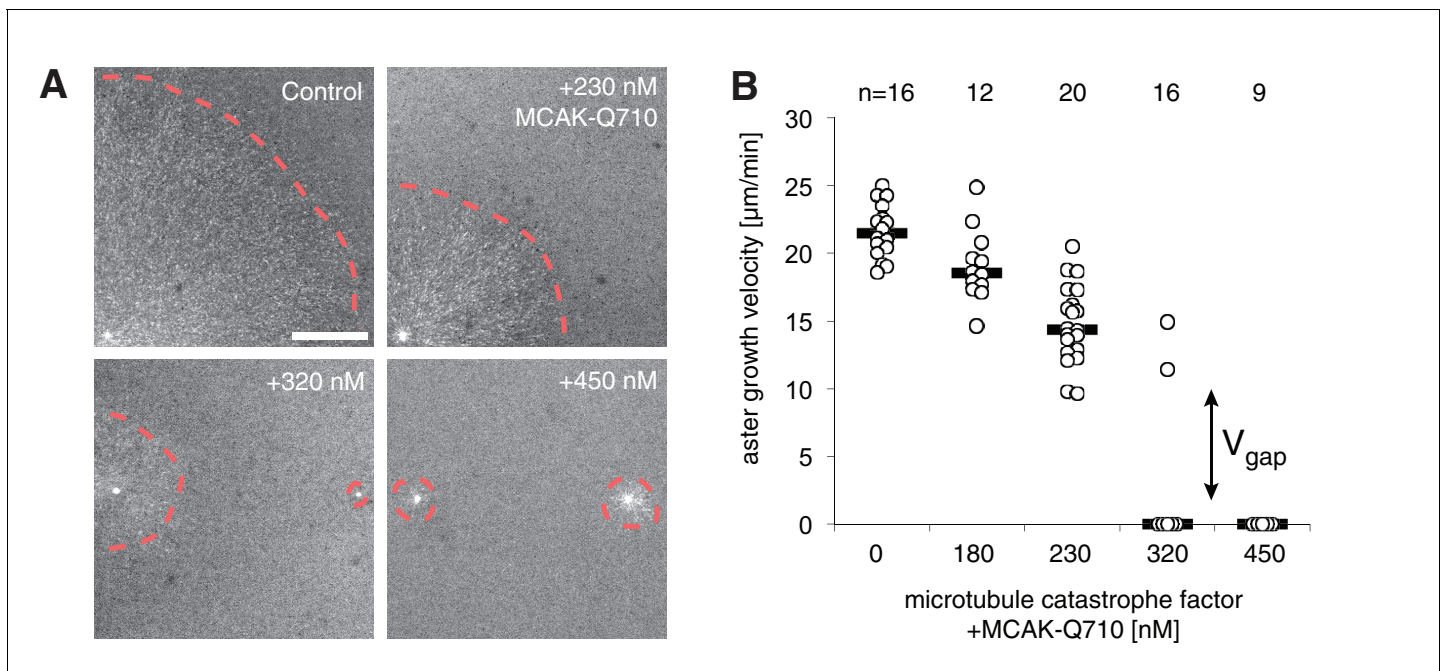 A
Control
+230 nM
MCAK-Q710
+320 nM
+450 nM
B
n=16 12 20 16 9
aster growth velocity [µm/min]
30
25
20
15
10
5
0
Vgap
0 180 230 320 450
microtubule catastrophe factor
+MCAK-Q710 [nM]